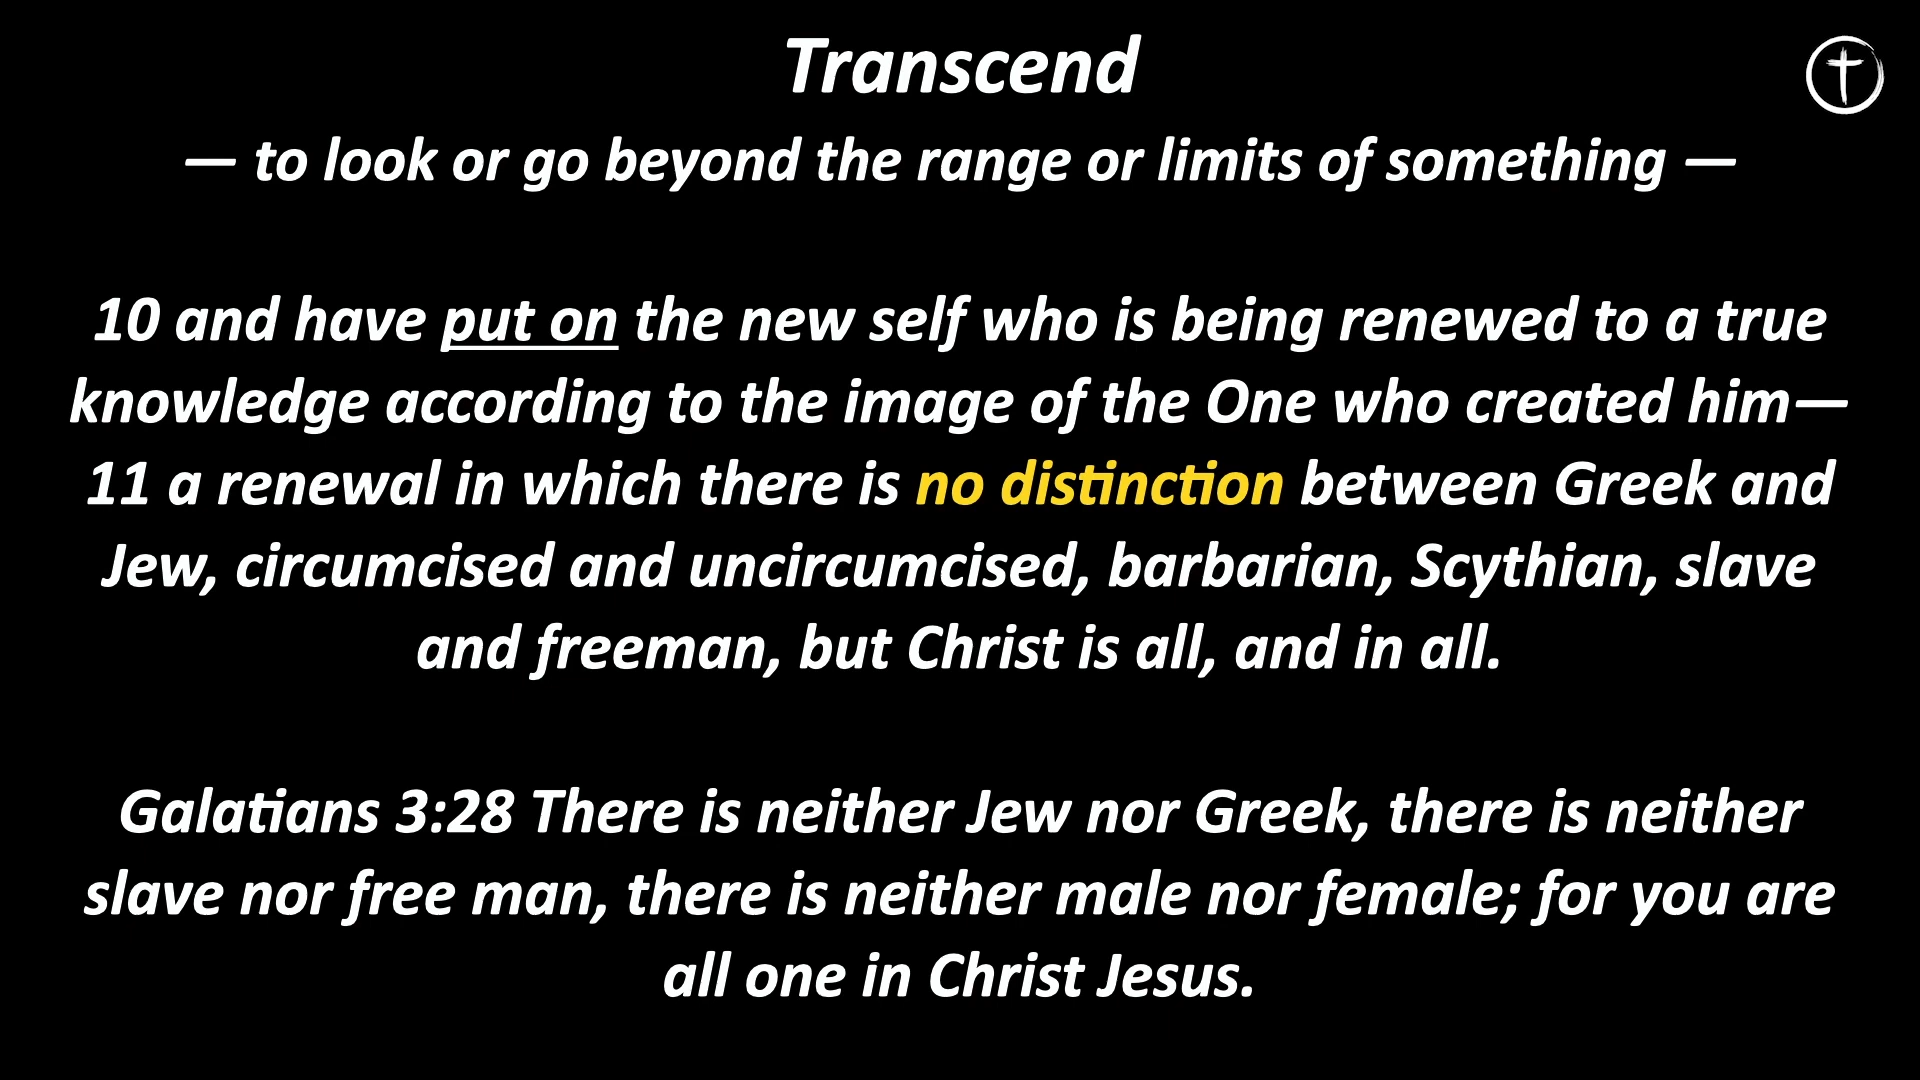 Transcend
— to look or go beyond the range or limits of something —
10 and have put on the new self who is being renewed to a true
knowledge according to the image of the One who created him—
11 a renewal in which there is no distinction between Greek and
Jew, circumcised and uncircumcised, barbarian, Scythian, slave
and freeman, but Christ is all, and in all.
Galatians 3:28 There is neither Jew nor Greek, there is neither
slave nor free man, there is neither male nor female; for you are
all one in Christ Jesus.